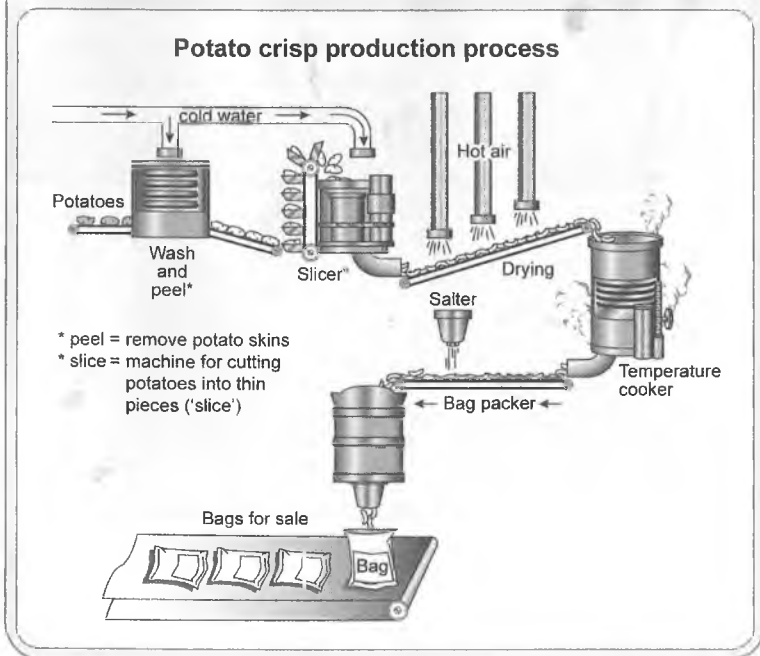 Potato crisp production process
cold water
Hot air
Potatoes
Wash
and
peel*
Slicer*
Drying
Salter
* peel = remove potato skins
* slice = machine for cutting
potatoes into thin
pieces (‘slice’)
Temperature
cooker
Bag packer
Bags for sale
Bag